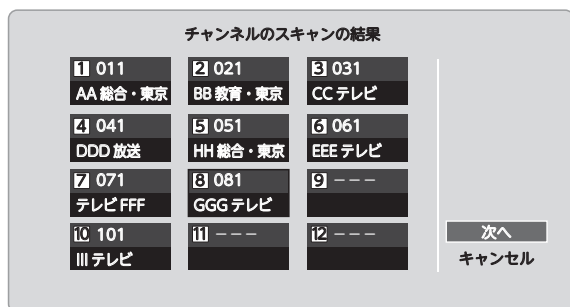 チャンネルのスキャンの結果
1 011 2 021 3 031
AA 総合・東京 BB 教育・東京 CC テレビ
4 041 5 051 6 061
DDD 放送 HH 総合・東京 EEE テレビ
7 071 8 081 9 −−−
テレビ FFF GGG テレビ
10 101 11 −−− 12 −−−
III テレビ
次へ
キャンセル